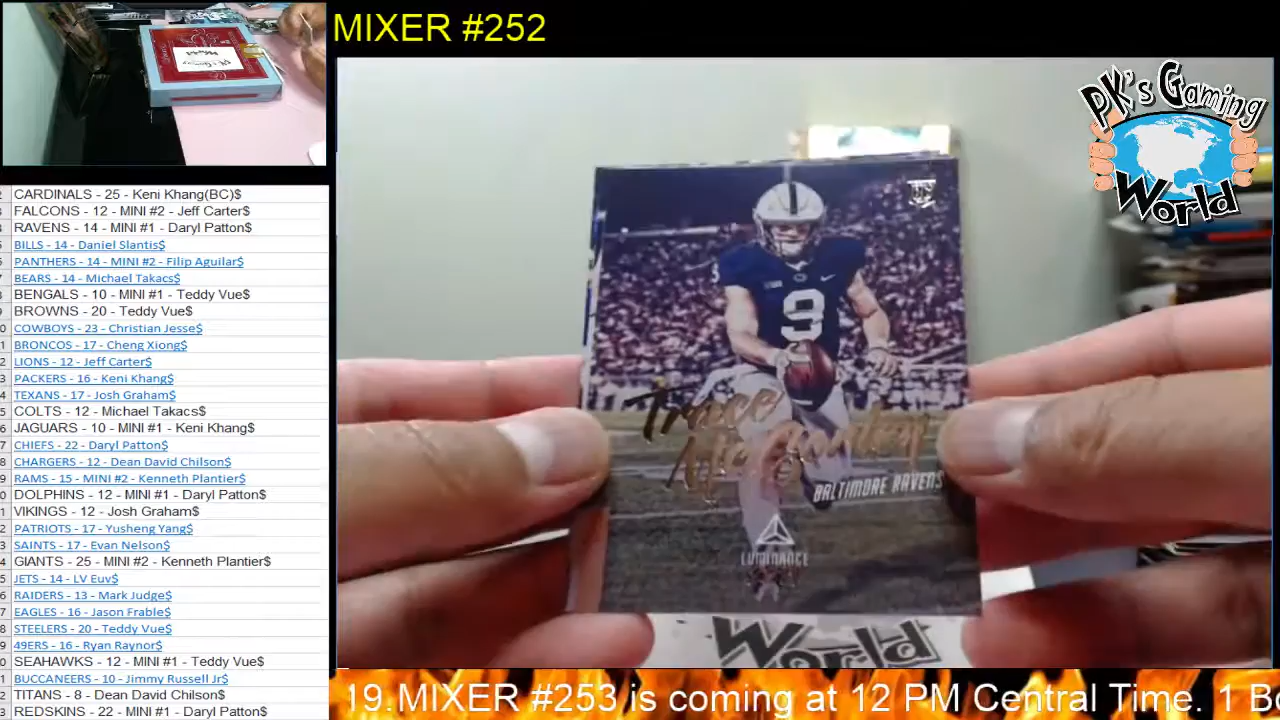 MIXER #252
PK's Gaming
World
CARDINALS - 25 - Keni Khang(BC)$
FALCONS - 12 - MINI #2 - Jeff Carter$
RAVENS - 14 - MINI #1 - Daryl Patton$
BILLS - 14 - Daniel Slantis$
PANTHERS - 14 - MINI #2 - Filip Aguilar$
BEARS - 14 - Michael Takacs$
BENGALS - 10 - MINI #1 - Teddy Vue$
BROWNS - 20 - Teddy Vue$
COWBOYS - 23 - Christian Jesse$
BRONCOS - 17 - Cheng Xiong$
LIONS - 12 - Jeff Carter$
PACKERS - 16 - Keni Khang$
TEXANS - 17 - Josh Graham$
COLTS - 12 - Michael Takacs$
JAGUARS - 10 - MINI #1 - Keni Khang$
CHIEFS - 22 - Daryl Patton$
CHARGERS - 12 - Dean David Chilson$
RAMS - 15 - MINI #2 - Kenneth Plantier$
DOLPHINS - 12 - MINI #1 - Daryl Patton$
VIKINGS - 12 - Josh Graham$
PATRIOTS - 17 - Yusheng Yang$
SAINTS - 17 - Evan Nelson$
GIANTS - 25 - MINI #2 - Kenneth Plantier$
JETS - 14 - LV Euv$
RAIDERS - 13 - Mark Judge$
EAGLES - 16 - Jason Frable$
STEELERS - 20 - Teddy Vue$
49ERS - 16 - Ryan Raynor$
SEAHAWKS - 12 - MINI #1 - Teddy Vue$
BUCCANEERS - 10 - Jimmy Russell Jr$
TITANS - 8 - Dean David Chilson$
REDSKINS - 22 - MINI #1 - Daryl Patton$
9
Trace
McSorley
BALTIMORE RAVENS
LUMINANCE
World
19.MIXER #253 is coming at 12 PM Central Time. 1 B